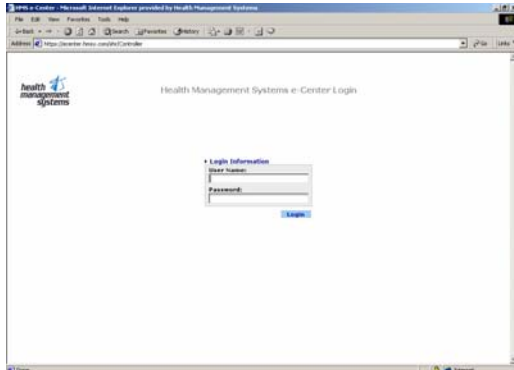 HMS e-Center - Microsoft Internet Explorer provided by Health Management Systems
File Edit View Favorites Tools Help
Back Search Favorites History
Address Go Links
health
management
systems
Health Management Systems e-Center Login
Login Information
User Name:
Password:
Login